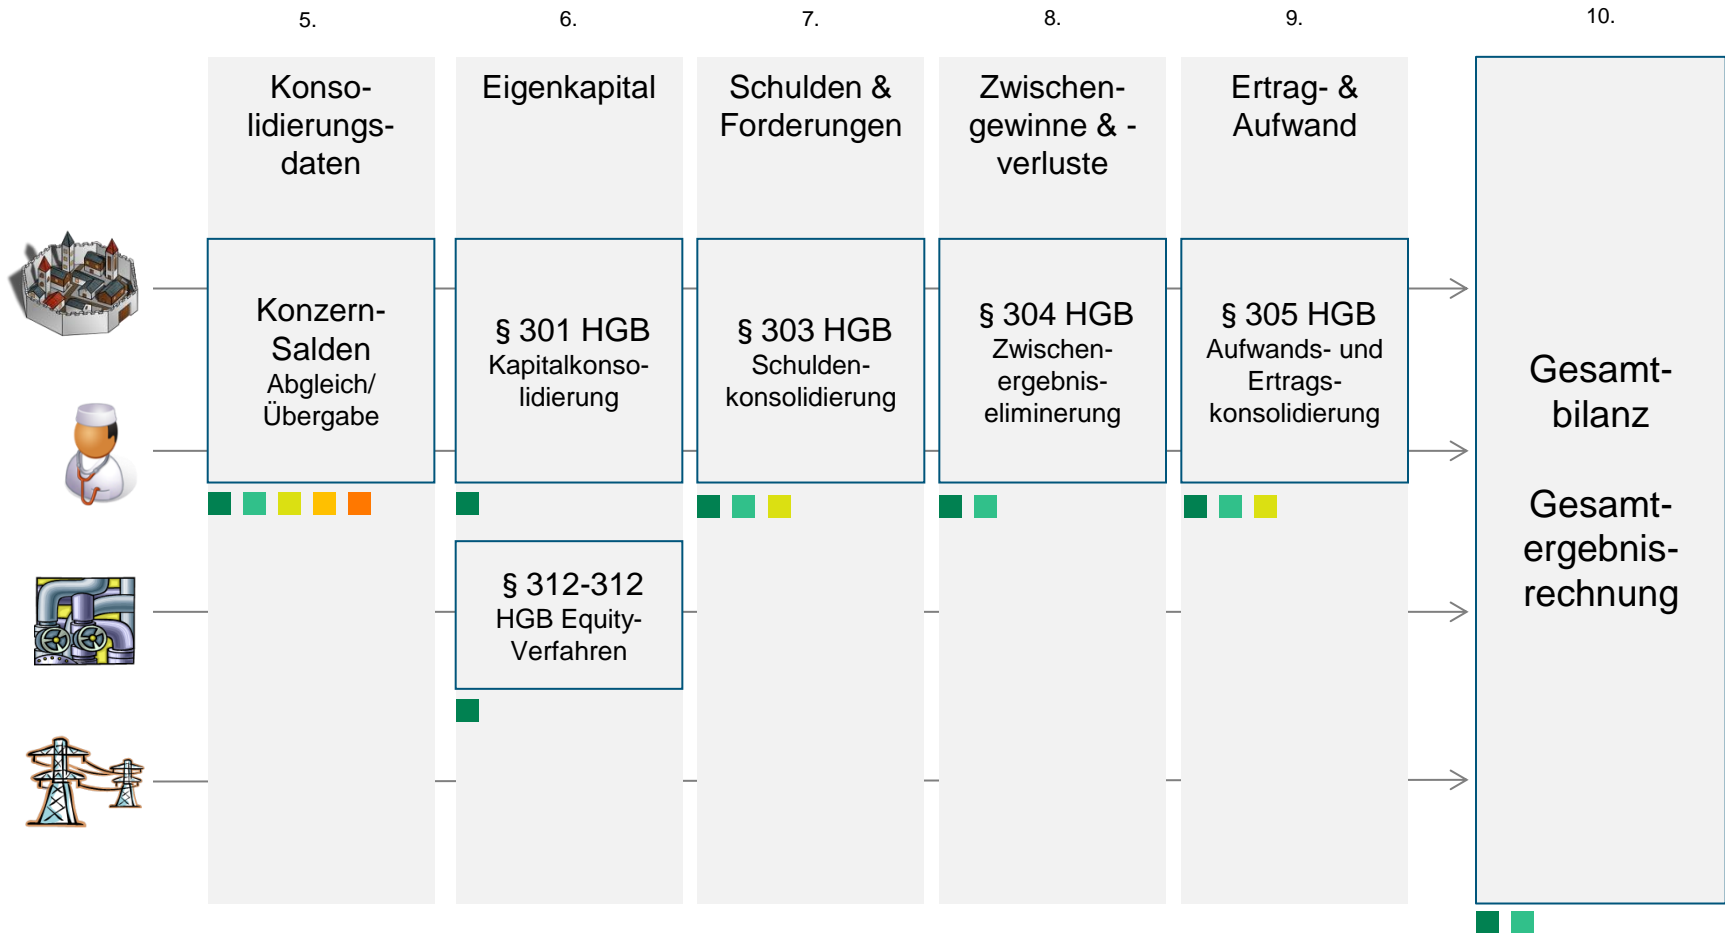 5.
6.
7.
8.
9.
10.
Konso-
lidierungs-
daten
Eigenkapital
Schulden &
Forderungen
Zwischen-
gewinne & -
verluste
Ertrag- &
Aufwand
Konzern-
Salden
Abgleich/
Übergabe
§ 301 HGB
Kapitalkonso-
lidierung
§ 303 HGB
Schulden-
konsolidierung
§ 304 HGB
Zwischen-
ergebnis-
eliminerung
§ 305 HGB
Aufwands- und
Ertrags-
konsolidierung
§ 312-312
HGB Equity-
Verfahren
Gesamt-
bilanz
Gesamt-
ergebnis-
rechnung